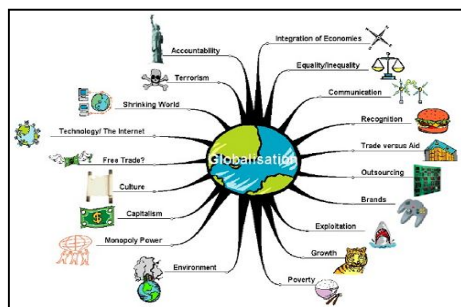 Accountability
Terrorism
Shrinking World
Technology/ The Internet
Free Trade?
Culture
Capitalism
Monopoly Power
Environment
Globalisation
Integration of Economies
Equality/Inequality
Communication
Recognition
Trade versus Aid
Outsourcing
Brands
Exploitation
Growth
Poverty